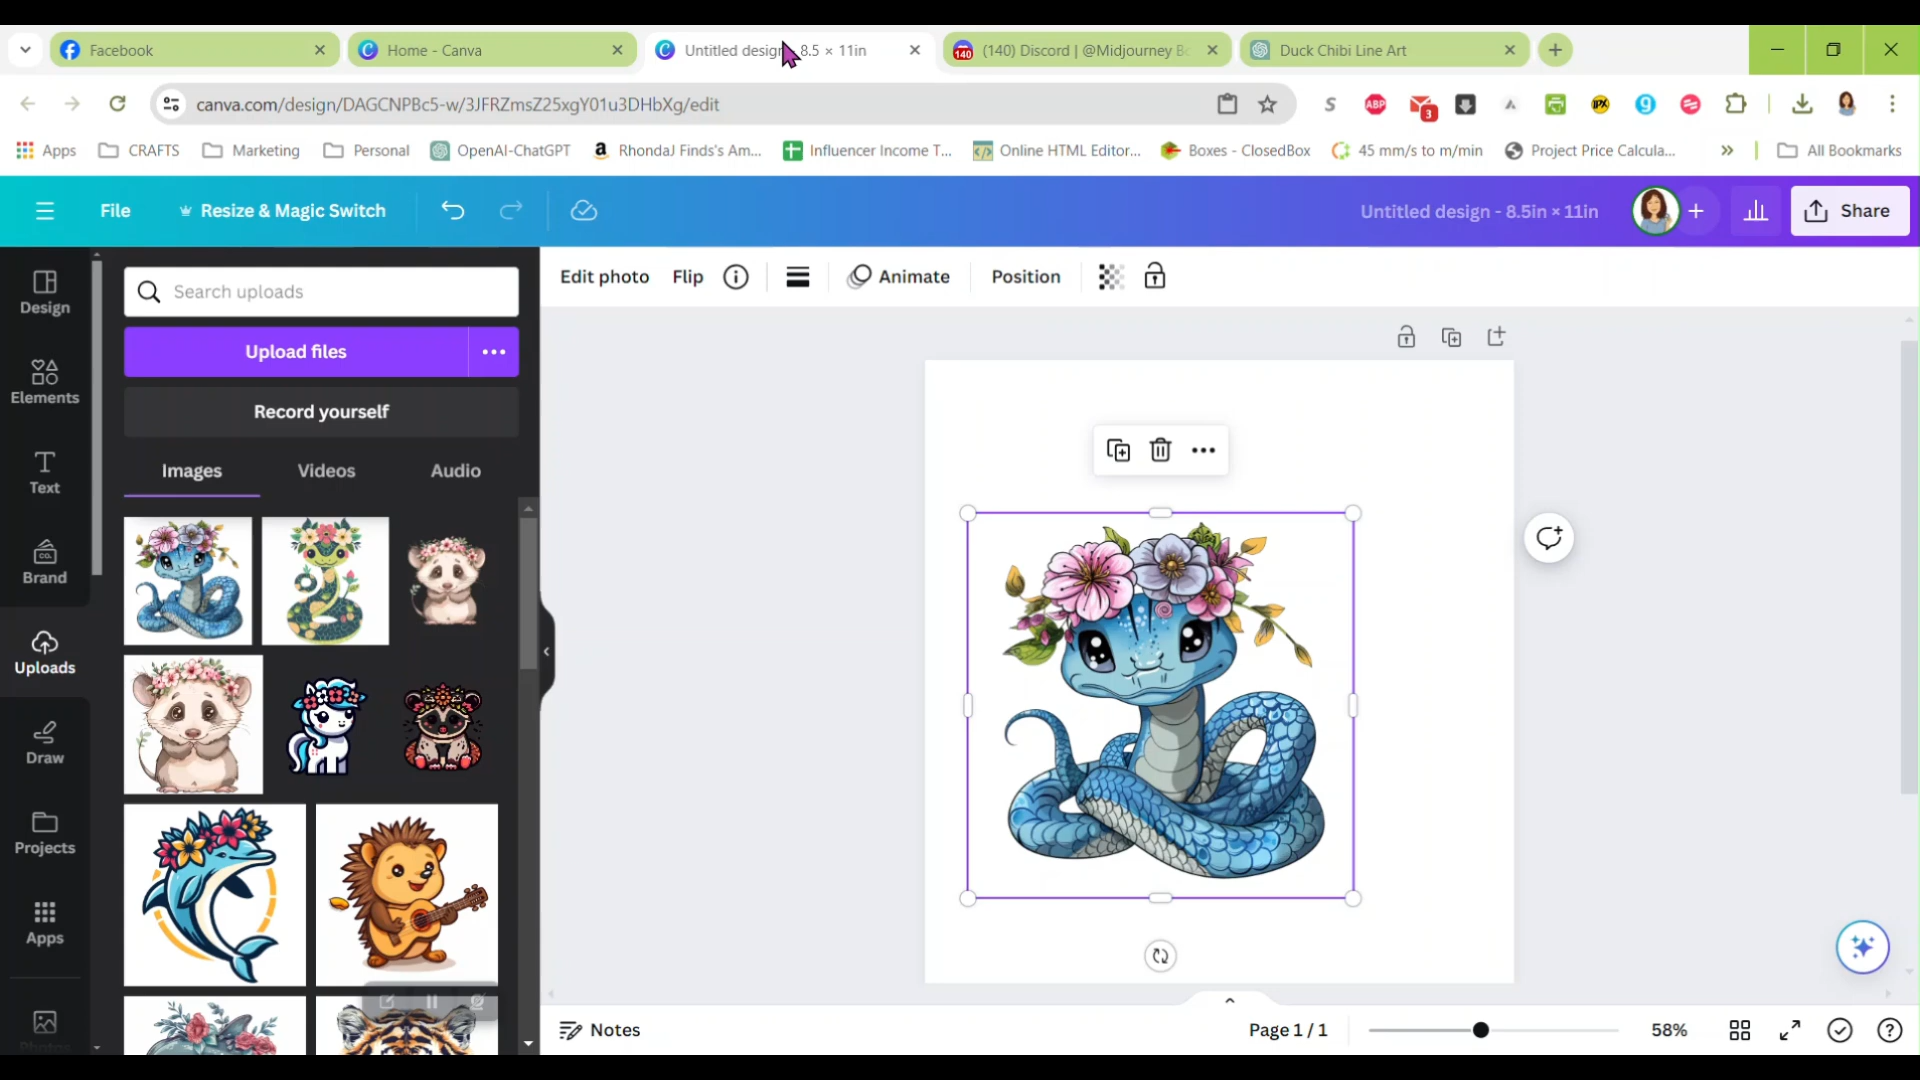 Facebook
Home - Canva
Untitled design - 8.5 × 11in
(140) Discord | @Midjourney Bo
Duck Chibi Line Art
canva.com/design/DAGCNPBc5-w/3JFRZmsZ25xgY01u3DHbXg/edit
Apps
CRAFTS
Marketing
Personal
OpenAI-ChatGPT
RhondaJ Finds's Am...
Influencer Income T...
Online HTML Editor...
Boxes - ClosedBox
45 mm/s to m/min
Project Price Calcula...
All Bookmarks
File
Resize & Magic Switch
Untitled design - 8.5in × 11in
Share
Design
Elements
Text
Brand
Uploads
Draw
Projects
Apps
Photos
Search uploads
Upload files
Record yourself
Images
Videos
Audio
Edit photo
Flip
Animate
Position
Notes
Page 1 / 1
58%